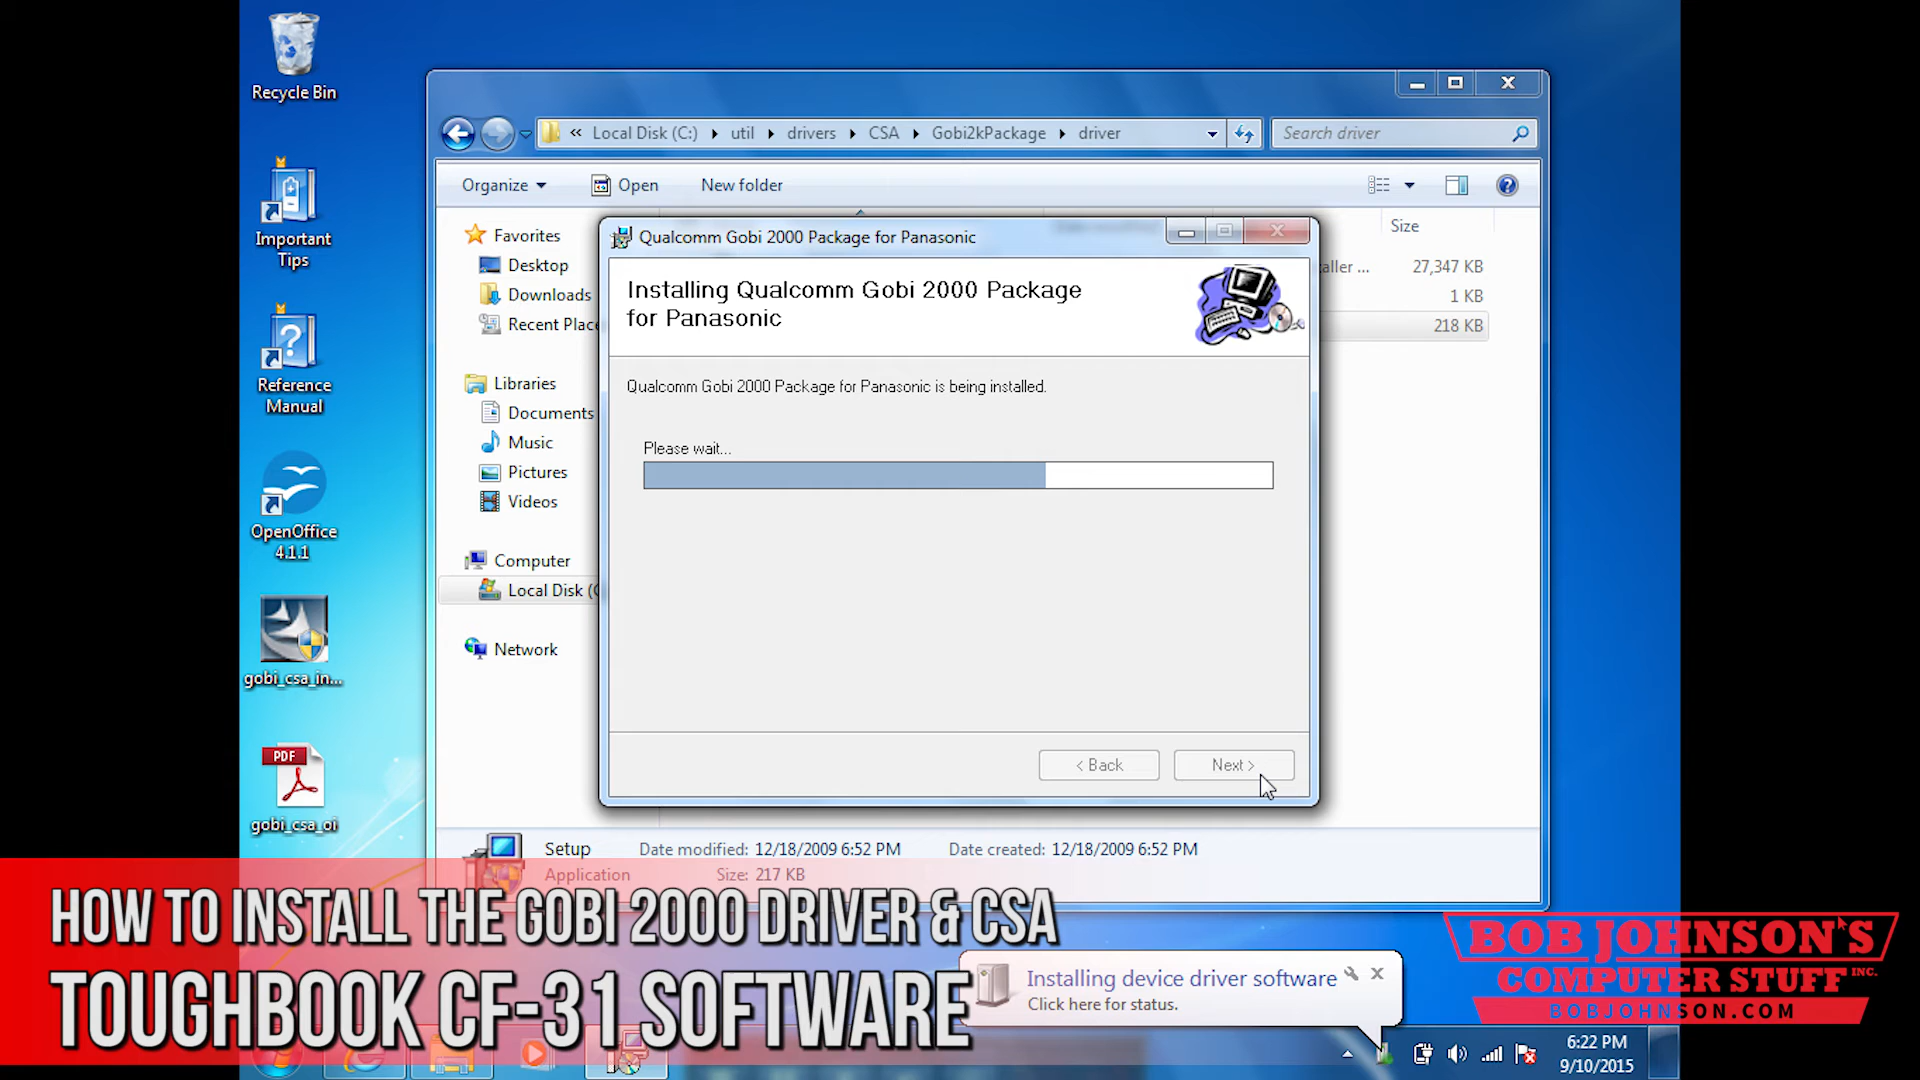 Recycle Bin
Important
Tips
Reference
Manual
OpenOffice
4.1.1
gobi_csa_in...
PDF
gobi_csa_oi
« Local Disk (C:) util drivers CSA Gobi2kPackage driver
Search driver
Organize Open New folder
Favorites
Desktop
Downloads
Recent Place
Libraries
Documents
Music
Pictures
Videos
Computer
Local Disk (C
Network
Size
aller ... 27,347 KB
1 KB
218 KB
Qualcomm Gobi 2000 Package for Panasonic
Installing Qualcomm Gobi 2000 Package
for Panasonic
Qualcomm Gobi 2000 Package for Panasonic is being installed.
Please wait...
< Back Next >
Setup Date modified: 12/18/2009 6:52 PM Date created: 12/18/2009 6:52 PM
Application Size: 217 KB
HOW TO INSTALL THE GOBI 2000 DRIVER & CSA
TOUGHBOOK CF-31 SOFTWARE
Installing device driver software
Click here for status.
BOB JOHNSON'S
COMPUTER STUFF INC.
BOBJOHNSON.COM
6:22 PM
9/10/2015